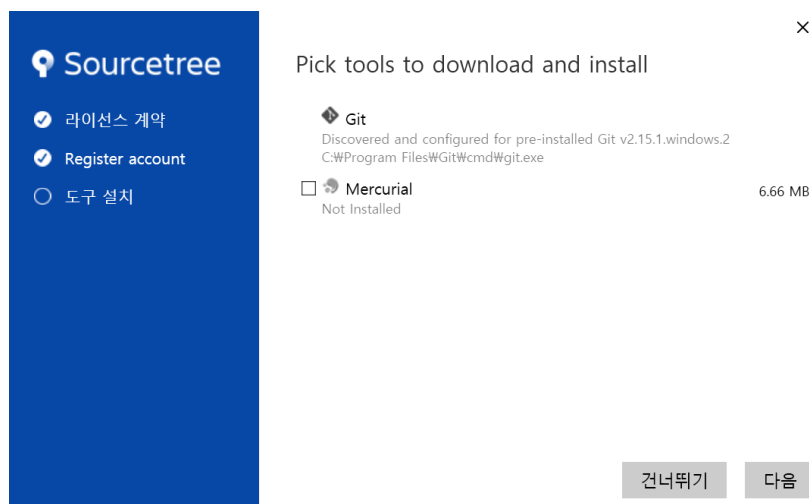 Sourcetree
라이선스 계약
Register account
도구 설치
Pick tools to download and install
Git
Discovered and configured for pre-installed Git v2.15.1.windows.2
C:₩Program Files₩Git₩cmd₩git.exe
Mercurial 6.66 MB
Not Installed
건너뛰기 다음